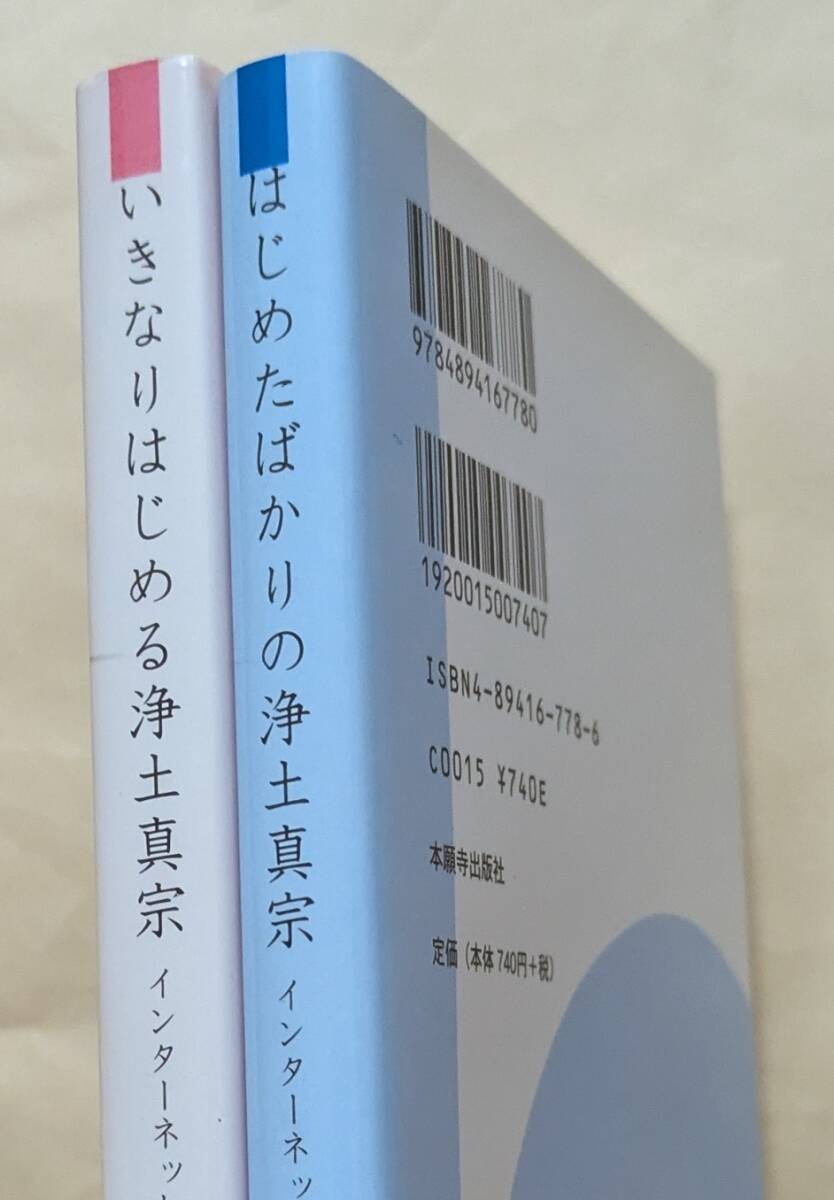 いきなりはじめる浄土真宗 インターネット
はじめたばかりの浄土真宗 インターネッ
9784894167780
1920015007407
ISBN4-89416-778-6
C0015 ¥740E
本願寺出版社
定価（本体740円+税）